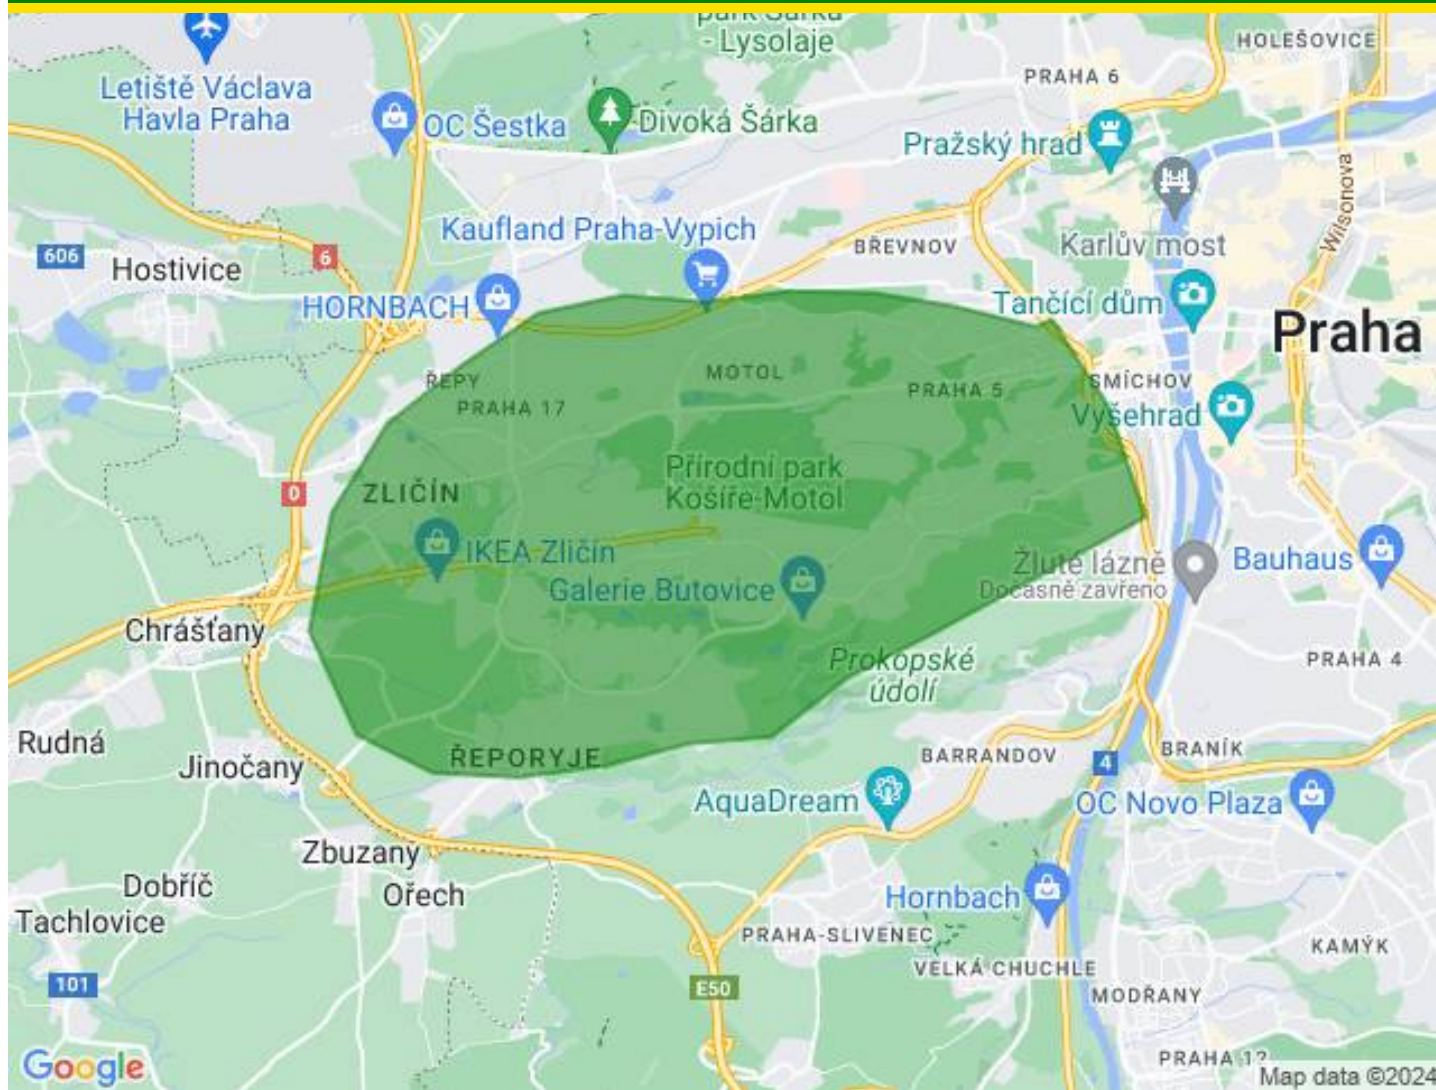 park Šárka
- Lysolaje
HOLEŠOVICE
PRAHA 6
Letiště Václava
Havla Praha
OC Šestka
Divoká Šárka
Pražský hrad
Wilsonova
Kaufland Praha-Vypich
BŘEVNOV
Karlův most
606
Hostivice
6
HORNBACH
Tančící dům
Praha
MOTOL
ŘEPY
PRAHA 17
PRAHA 5
SMÍCHOV
Vyšehrad
Přírodní park
Košíře-Motol
ZLIČÍN
0
IKEA Zličín
Galerie Butovice
Žluté lázně
Dočasně zavřeno
Bauhaus
Chrášťany
Prokopské
údolí
PRAHA 4
Rudná
Jinočany
ŘEPORYJE
BARRANDOV
4
BRANÍK
AquaDream
OC Novo Plaza
Zbuzany
Dobříč
Ořech
Tachlovice
Hornbach
PRAHA-SLIVENEC
KAMÝK
VELKÁ CHUCHLE
101
E50
MODŘANY
Google
PRAHA 12
Map data ©2024